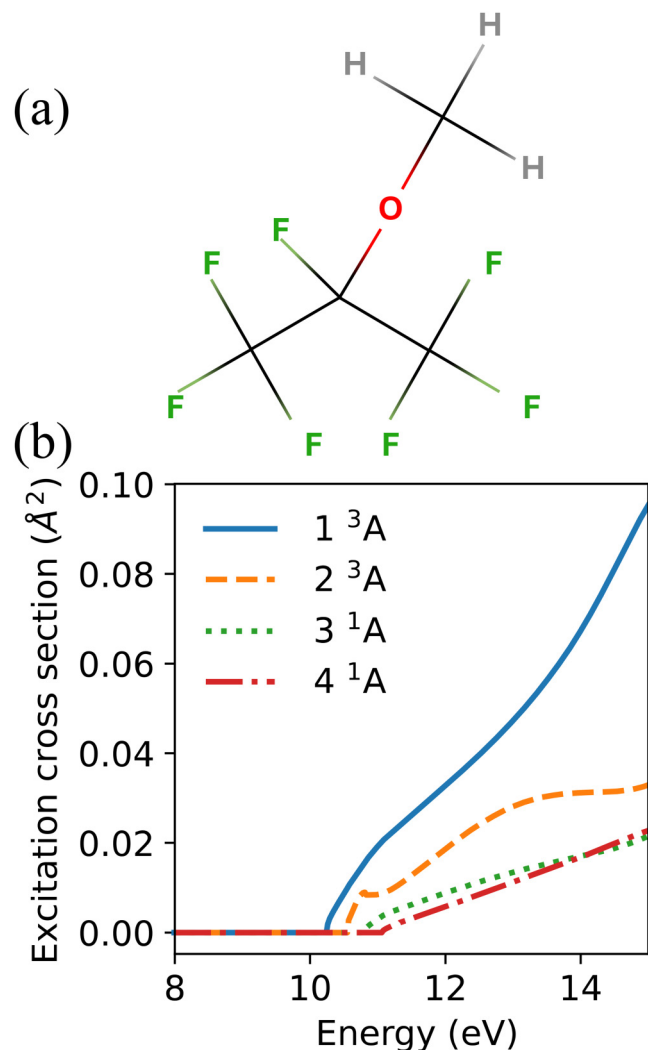 (a)
H
H
H
O
F
F
F
F
F
F
F
(b)
Excitation cross section (Å²)
0.10
0.08
0.06
0.04
0.02
0.00
1 ³A
2 ³A
3 ¹A
4 ¹A
8 10 12 14
Energy (eV)